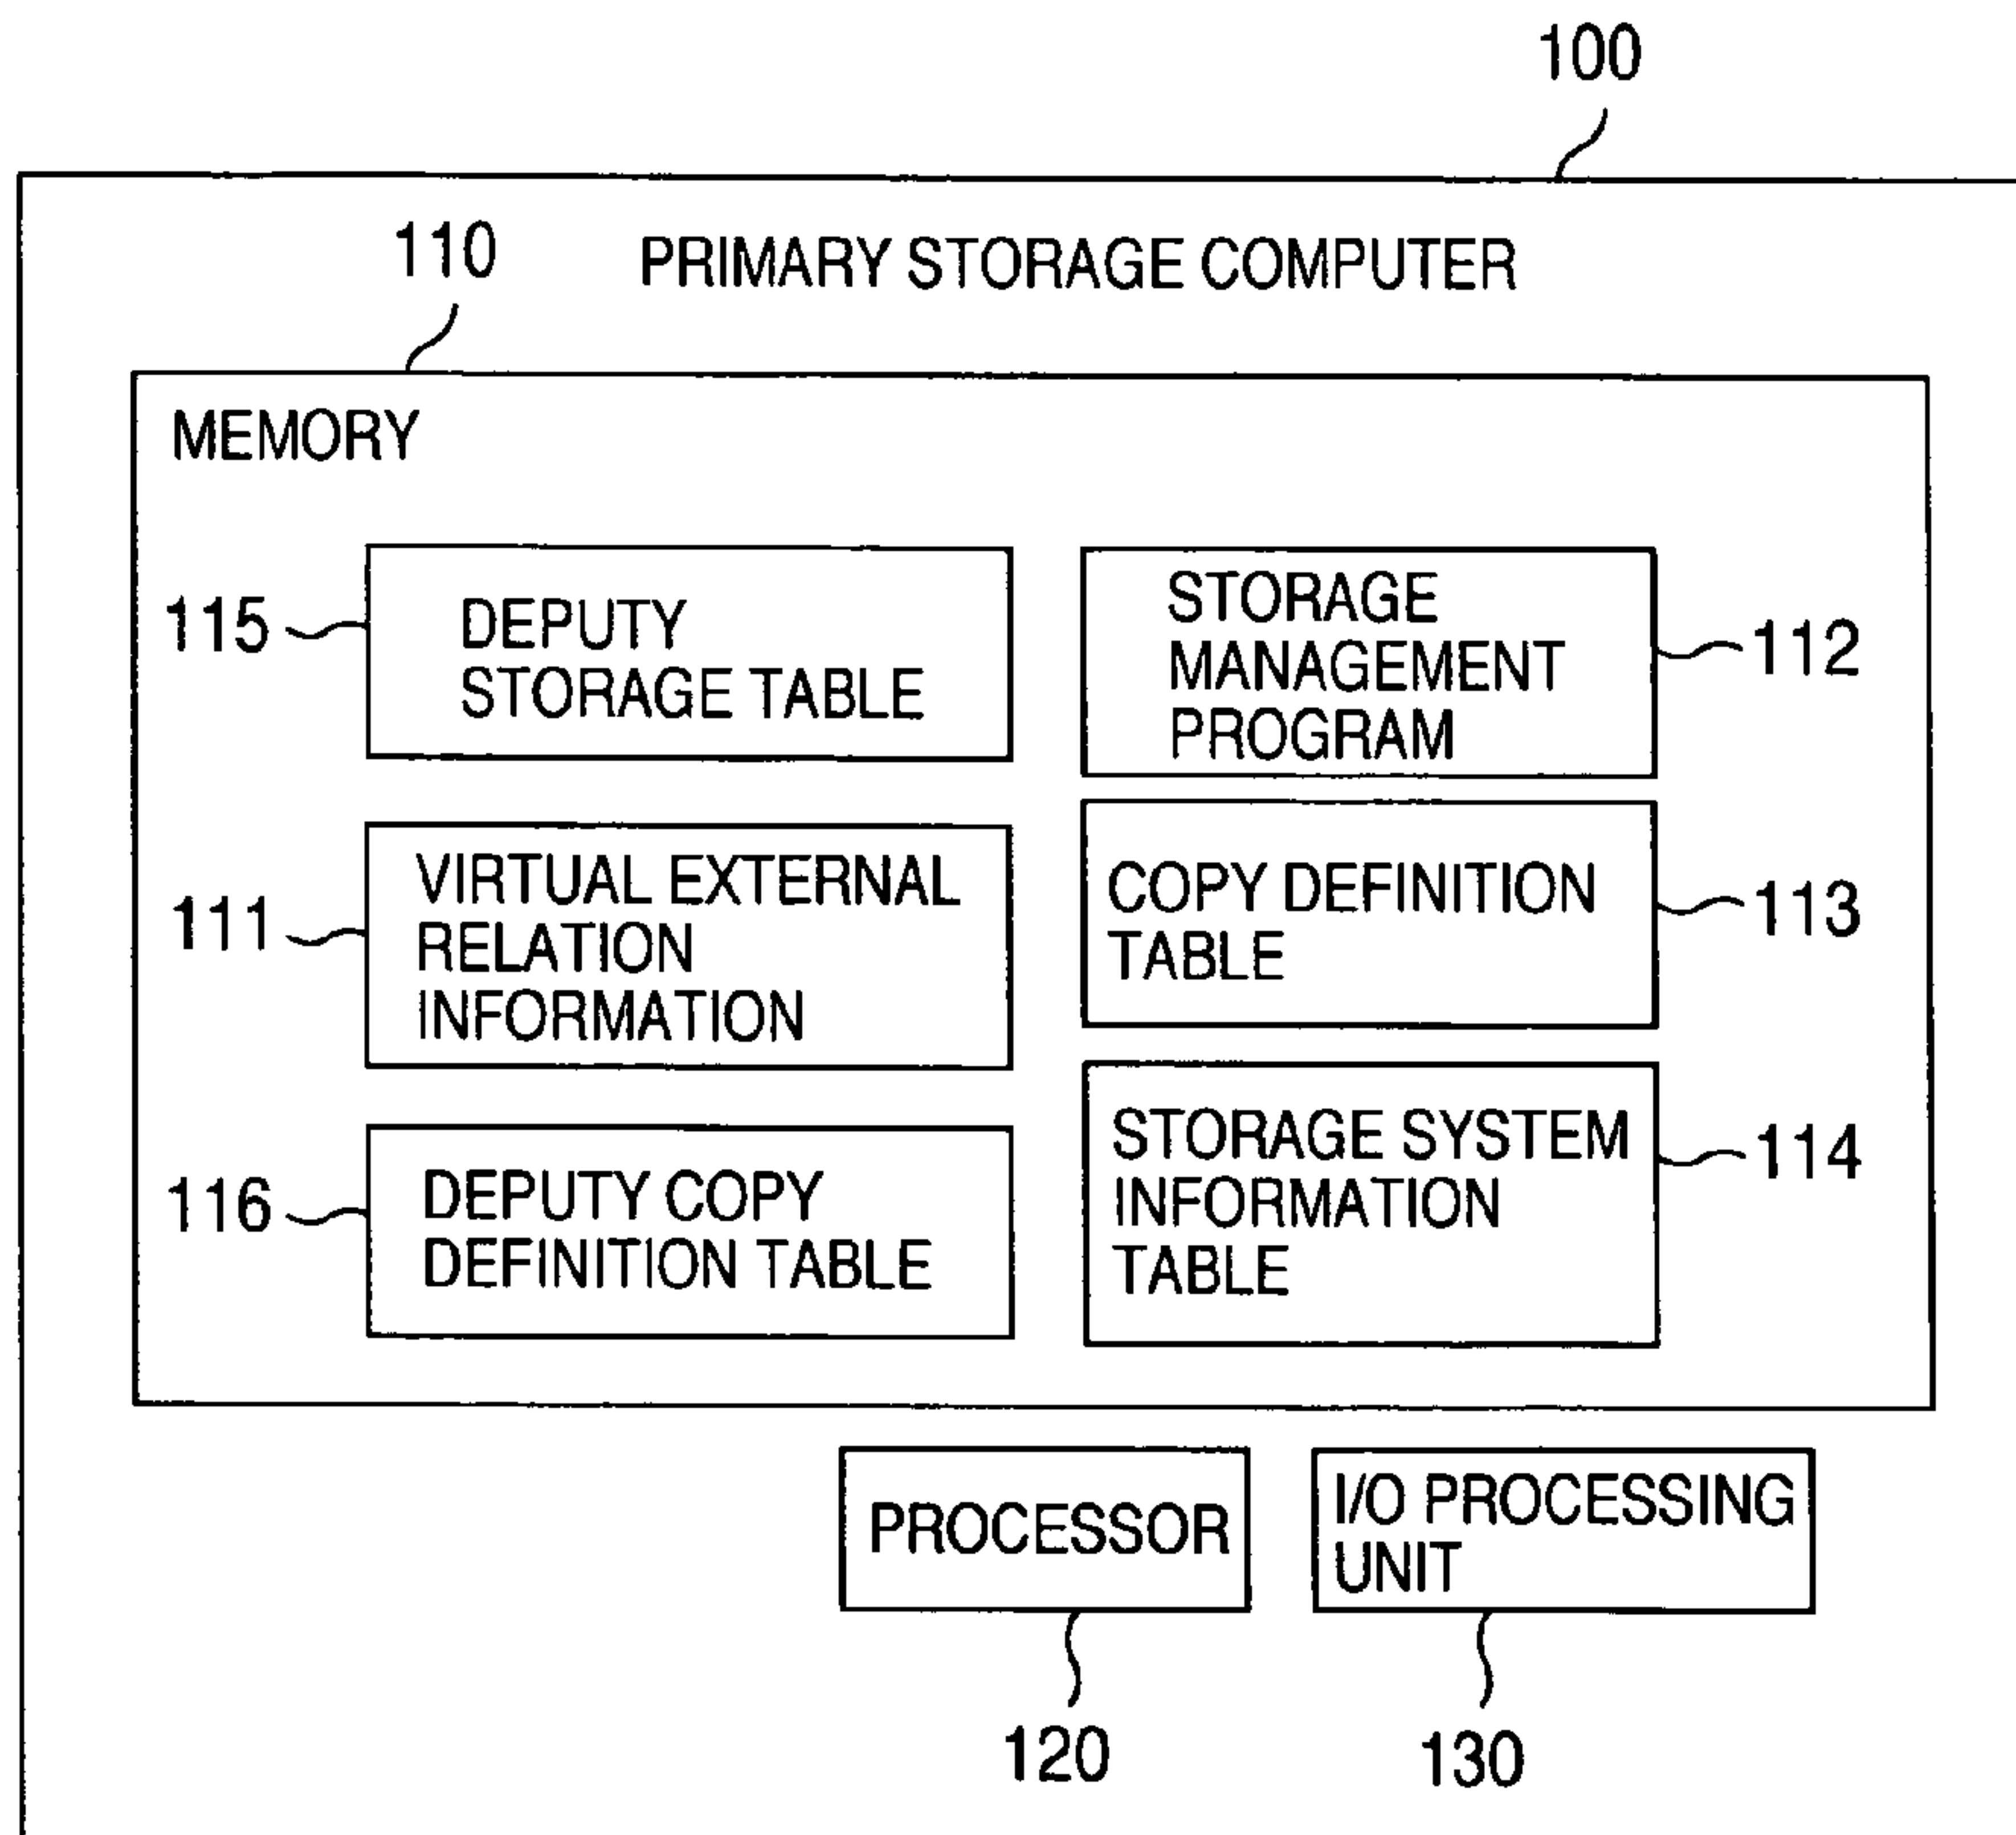 100
110
PRIMARY STORAGE COMPUTER
MEMORY
115
DEPUTY
STORAGE TABLE
STORAGE
MANAGEMENT
PROGRAM
112
111
VIRTUAL EXTERNAL
RELATION
INFORMATION
COPY DEFINITION
TABLE
113
116
DEPUTY COPY
DEFINITION TABLE
STORAGE SYSTEM
INFORMATION
TABLE
114
PROCESSOR
I/O PROCESSING
UNIT
120
130